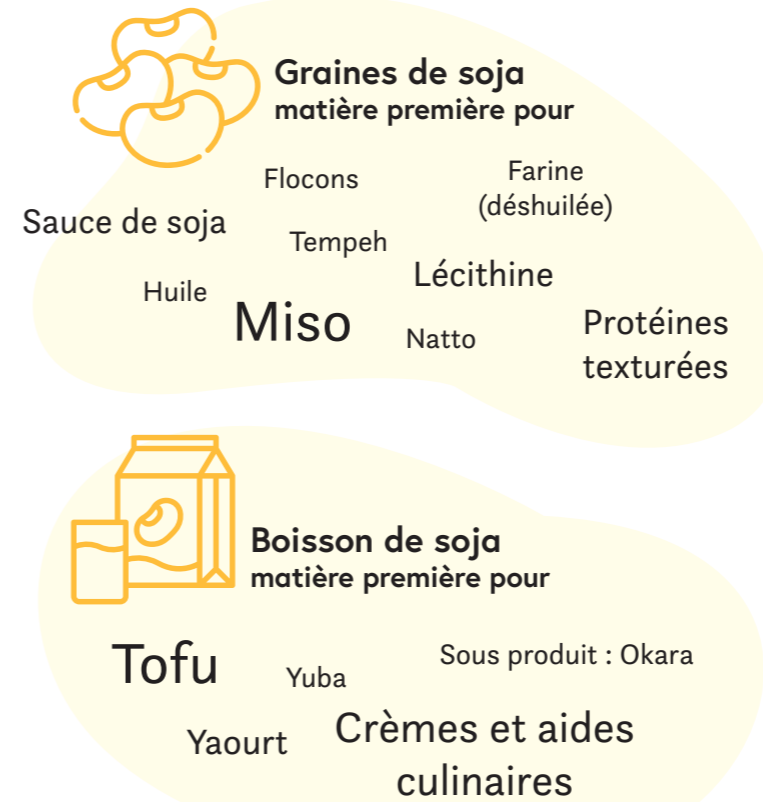 Graines de soja
matière première pour
Flocons
Farine
(déshuilée)
Sauce de soja
Tempeh
Lécithine
Huile
Miso
Natto
Protéines
texturées
Boisson de soja
matière première pour
Tofu
Yuba
Sous produit : Okara
Yaourt
Crèmes et aides
culinaires